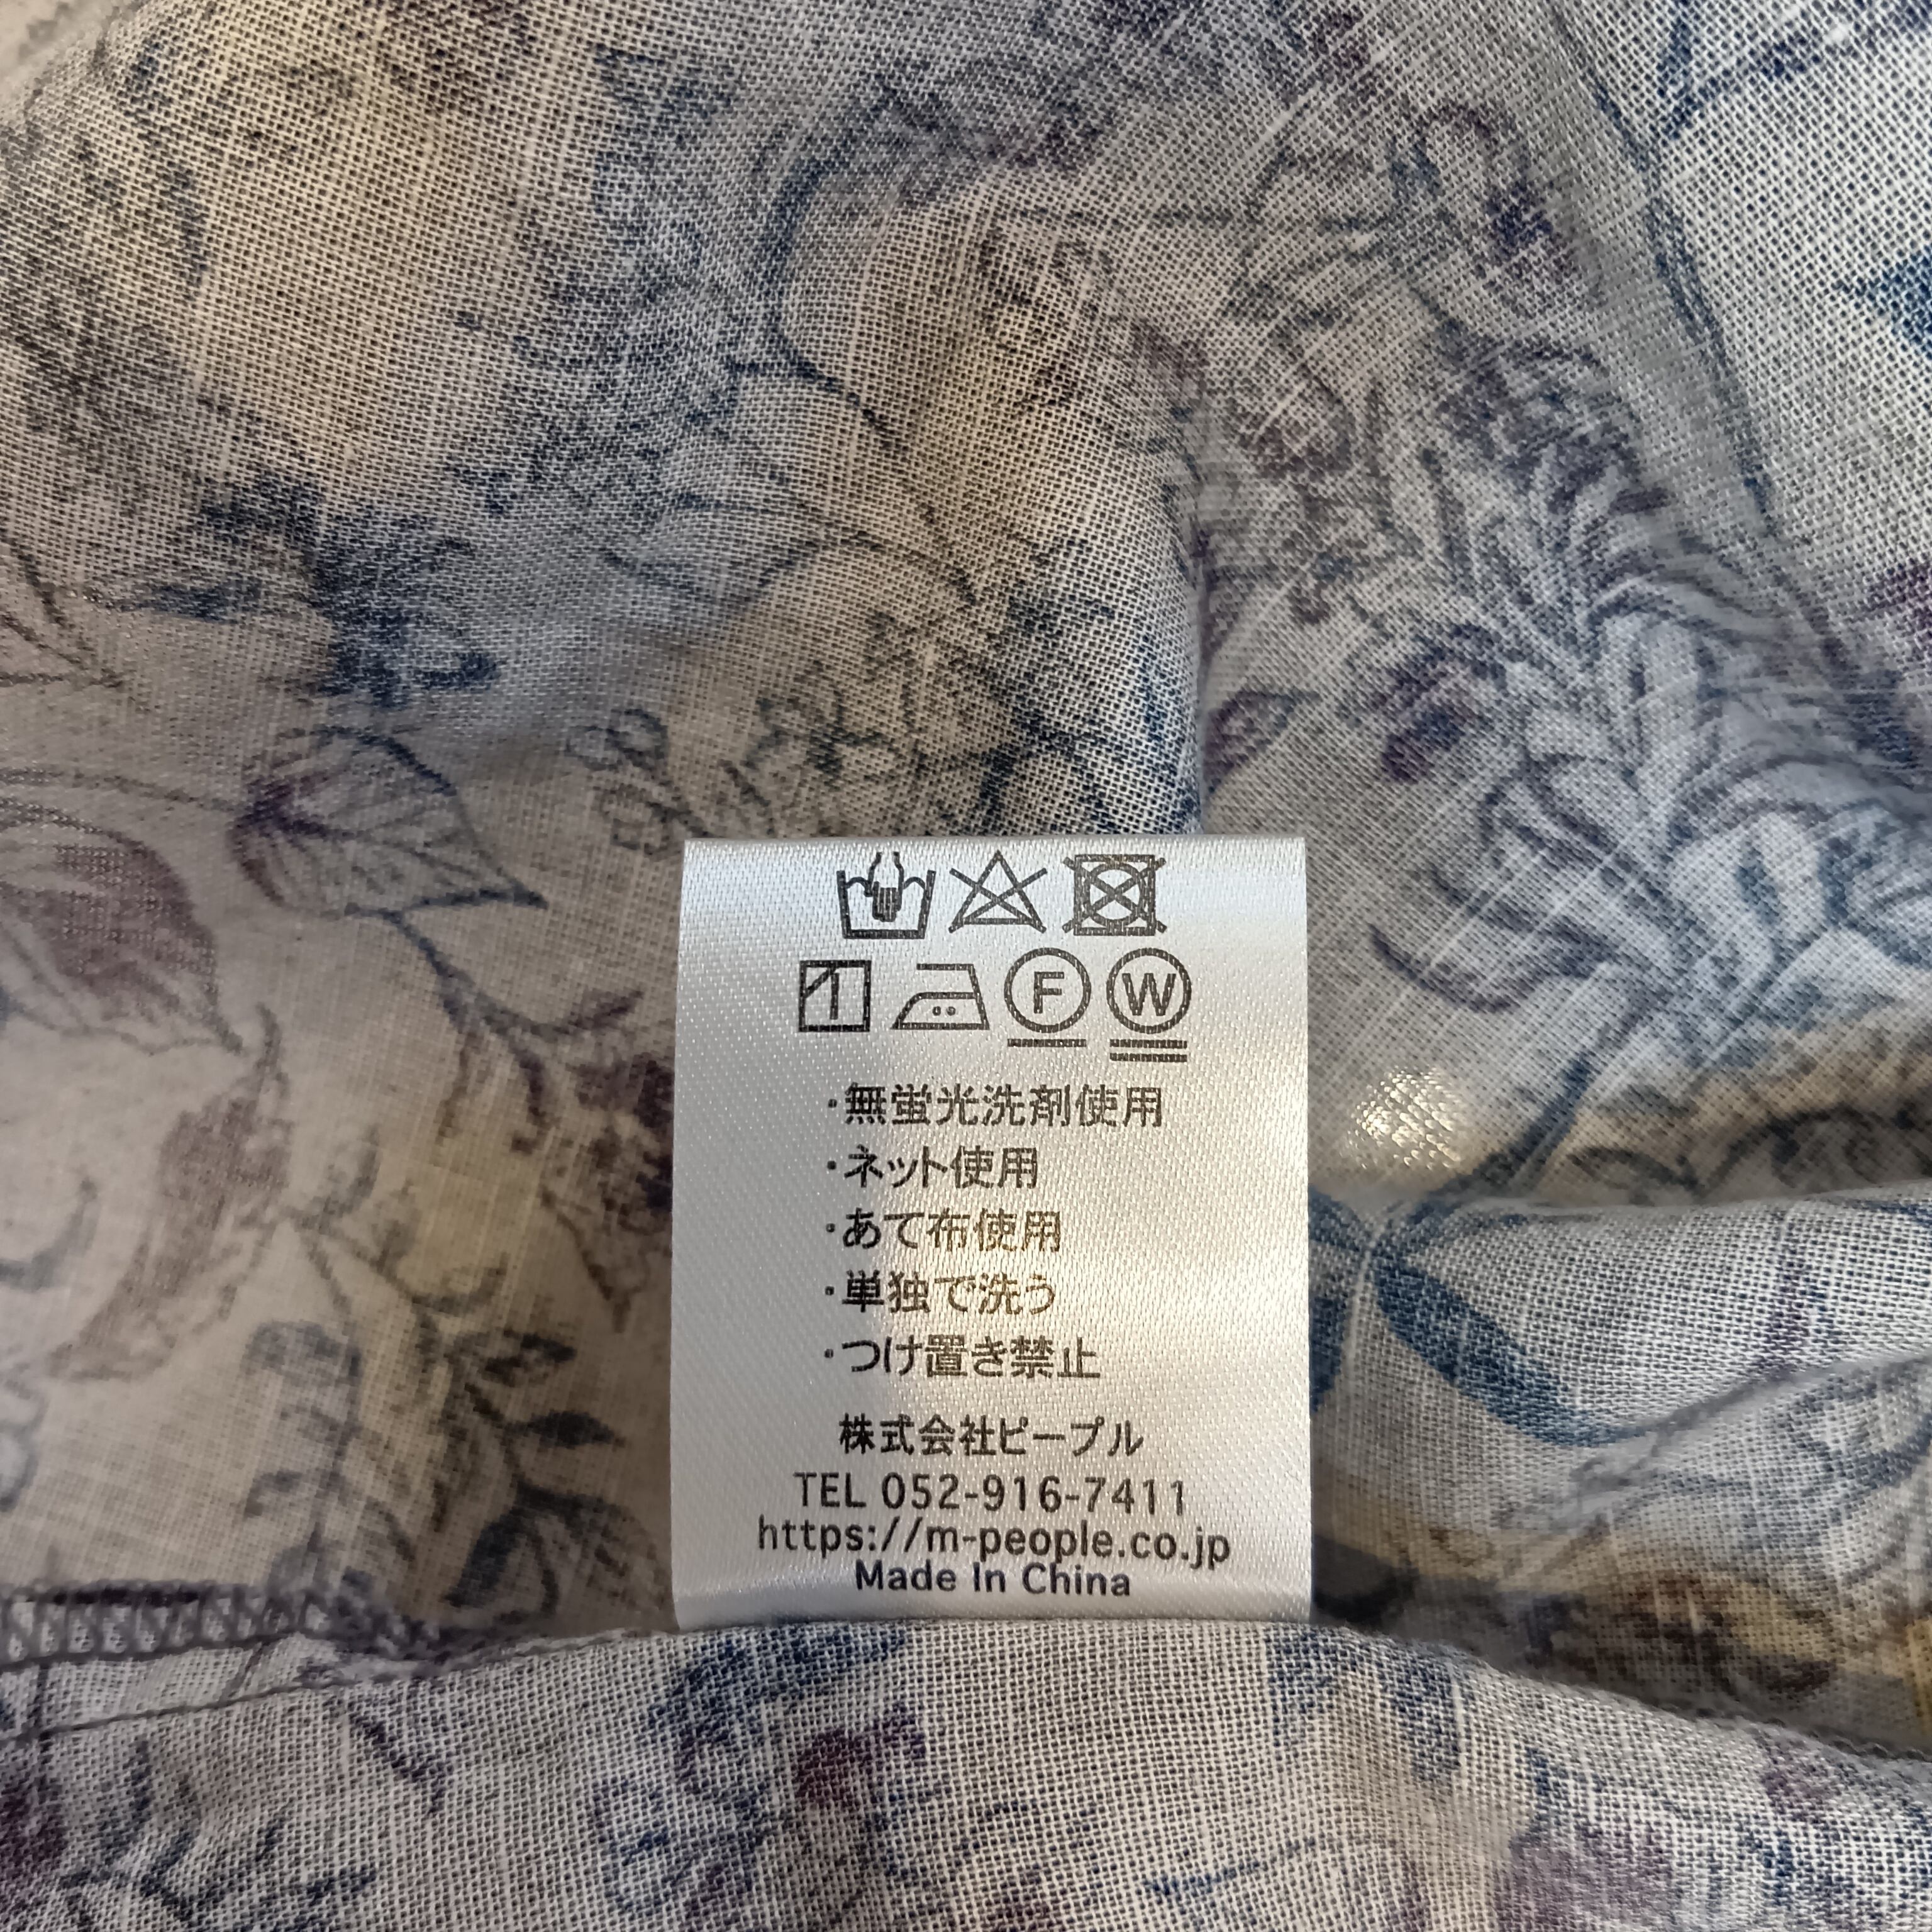 F W
・無蛍光洗剤使用
・ネット使用
・あて布使用
・単独で洗う
・つけ置き禁止
株式会社ピープル
TEL 052-916-7411
https://m-people.co.jp
Made In China